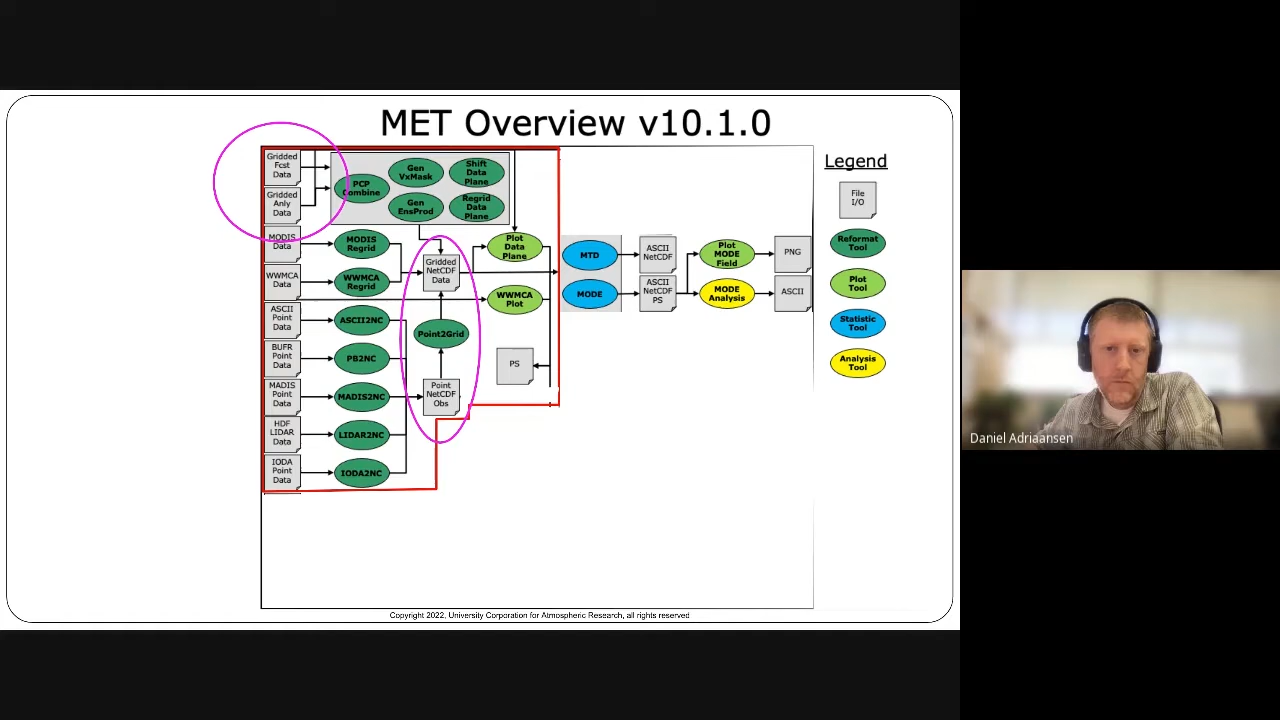 MET Overview v10.1.0
Gridded
Fcst
Data
Gridded
Anly
Data
PCP
Combine
Gen
VxMask
Shift
Data
Plane
Gen
EnsProd
Regrid
Data
Plane
MODIS
Data
MODIS
Regrid
WWMCA
Data
WWMCA
Regrid
Gridded
NetCDF
Data
Plot
Data
Plane
WWMCA
Plot
ASCII
Point
Data
ASCII2NC
Point2Grid
BUFR
Point
Data
PB2NC
PS
MADIS
Point
Data
MADIS2NC
Point
NetCDF
Obs
HDF
LIDAR
Data
LIDAR2NC
IODA
Point
Data
IODA2NC
MTD
ASCII
NetCDF
Plot
MODE
Field
PNG
MODE
ASCII
NetCDF
PS
MODE
Analysis
ASCII
Legend
File
I/O
Reformat
Tool
Plot
Tool
Statistic
Tool
Analysis
Tool
Copyright 2022, University Corporation for Atmospheric Research, all rights reserved
Daniel Adriaansen